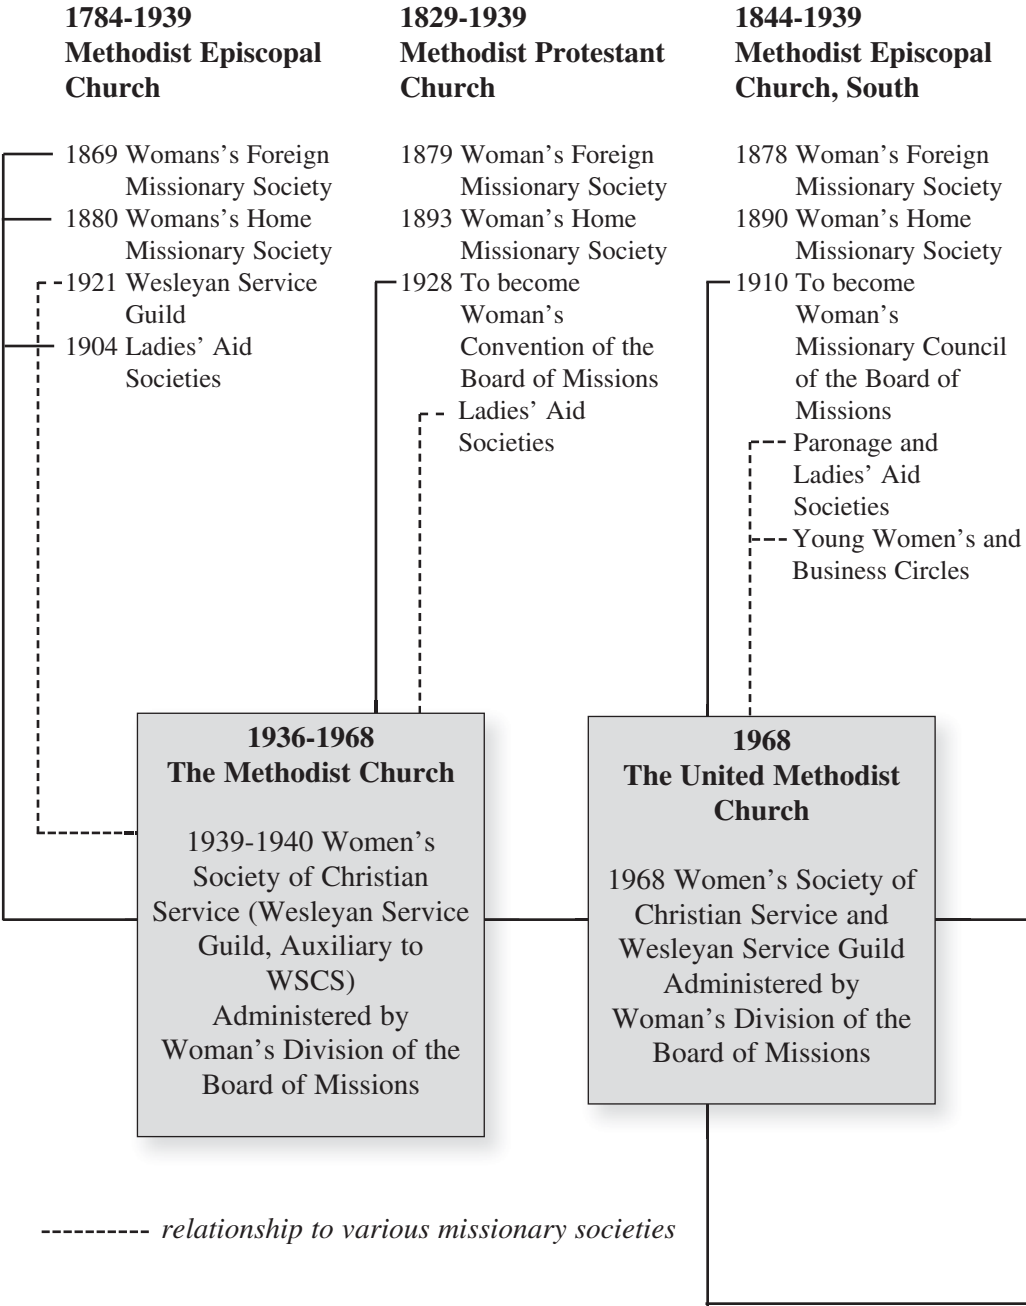 1784-1939
Methodist Episcopal
Church
1869 Womans's Foreign
Missionary Society
1880 Womans's Home
Missionary Society
1921 Wesleyan Service
Guild
1904 Ladies' Aid
Societies
1829-1939
Methodist Protestant
Church
1879 Woman's Foreign
Missionary Society
1893 Woman's Home
Missionary Society
1928 To become
Woman's
Convention of the
Board of Missions
Ladies' Aid
Societies
1844-1939
Methodist Episcopal
Church, South
1878 Woman's Foreign
Missionary Society
1890 Woman's Home
Missionary Society
1910 To become
Woman's
Missionary Council
of the Board of
Missions
Paronage and
Ladies' Aid
Societies
Young Women's and
Business Circles
1936-1968
The Methodist Church
1939-1940 Women's
Society of Christian
Service (Wesleyan Service
Guild, Auxiliary to
WSCS)
Administered by
Woman's Division of the
Board of Missions
1968
The United Methodist
Church
1968 Women's Society of
Christian Service and
Wesleyan Service Guild
Administered by
Woman's Division of the
Board of Missions
relationship to various missionary societies